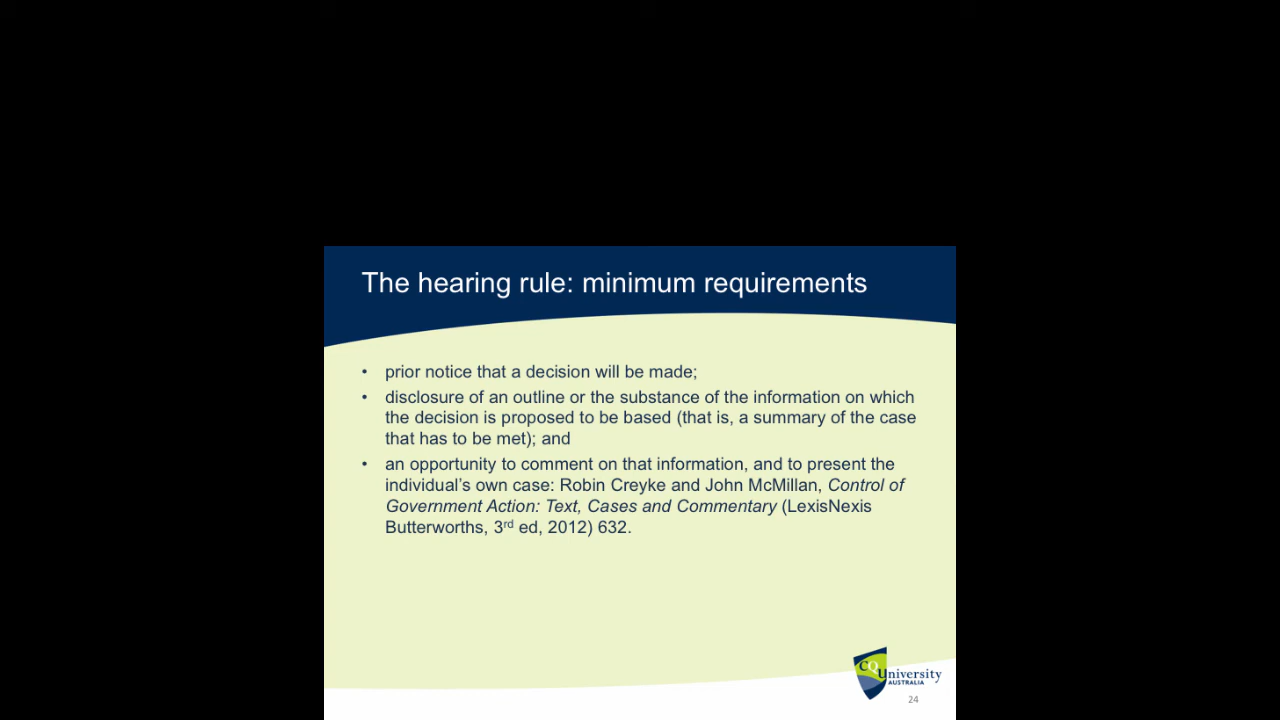 The hearing rule: minimum requirements
• prior notice that a decision will be made;
• disclosure of an outline or the substance of the information on which
the decision is proposed to be based (that is, a summary of the case
that has to be met); and
• an opportunity to comment on that information, and to present the
individual’s own case: Robin Creyke and John McMillan, Control of
Government Action: Text, Cases and Commentary (LexisNexis
Butterworths, 3rd ed, 2012) 632.
CQUniversity
AUSTRALIA
24